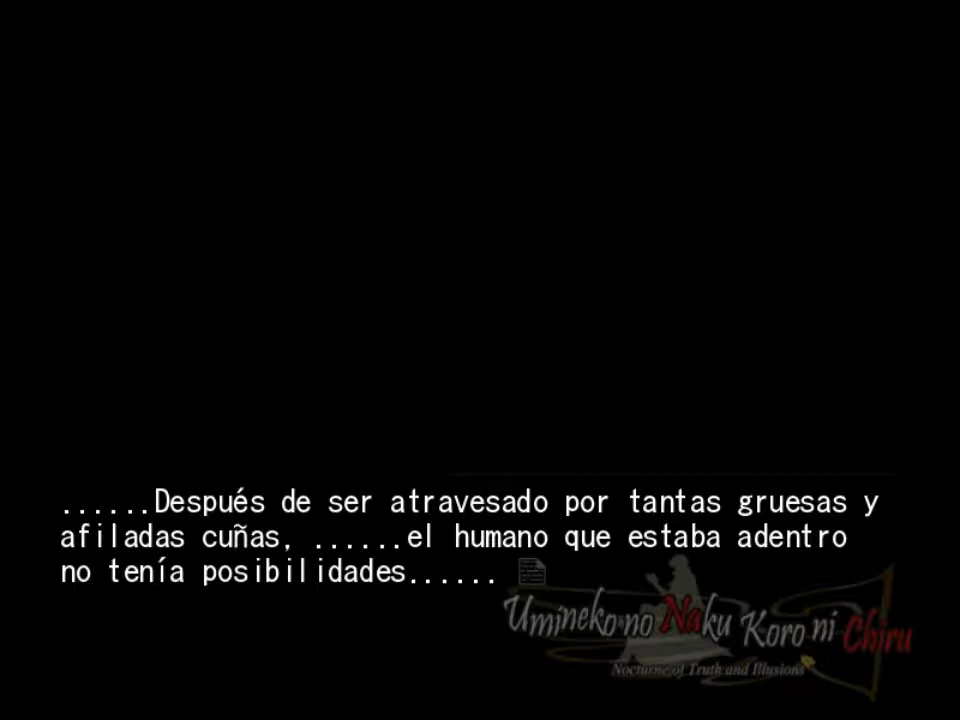 ......Después de ser atravesado por tantas gruesas y
afiladas cuñas, ......el humano que estaba adentro
no tenía posibilidades......
Umineko no Naku Koro ni Chiru
Nocturne of Truth and Illusions